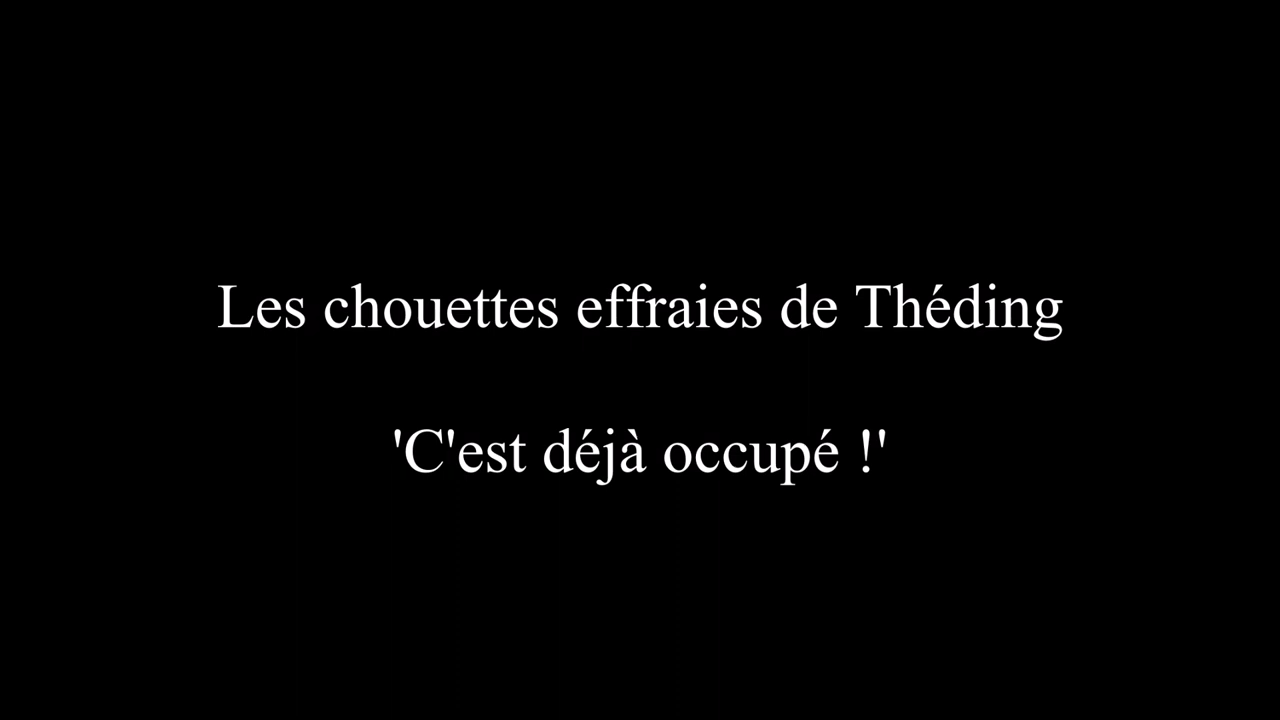 Les chouettes effraies de Théding
'C'est déjà occupé !'